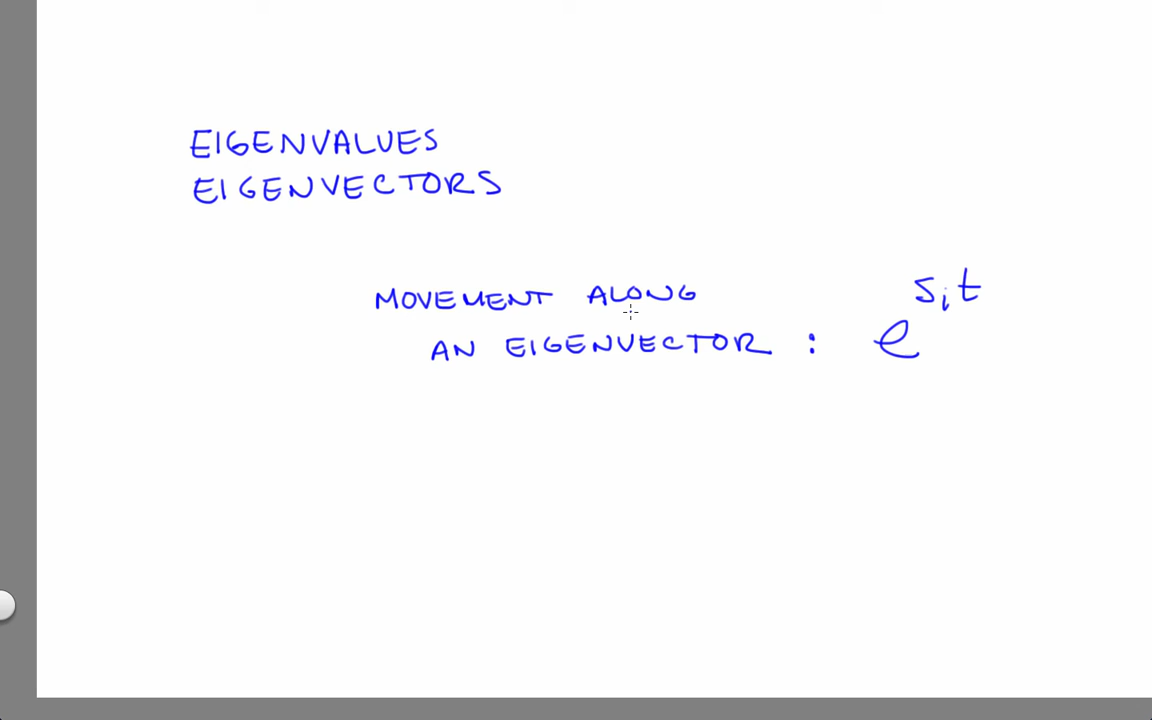 EIGENVALUES
EIGENVECTORS
MOVEMENT ALONG
AN EIGENVECTOR : e^{s_i t}